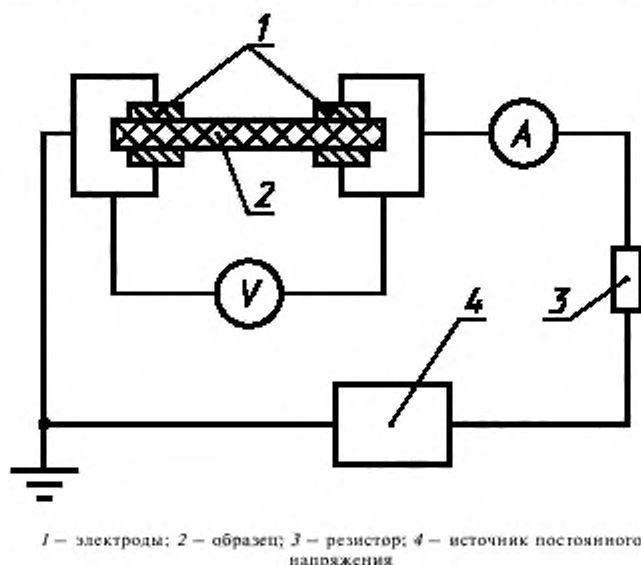 1
A
2
V
4
3
1 — электроды; 2 — образец; 3 — резистор; 4 — источник постоянного
напряжения